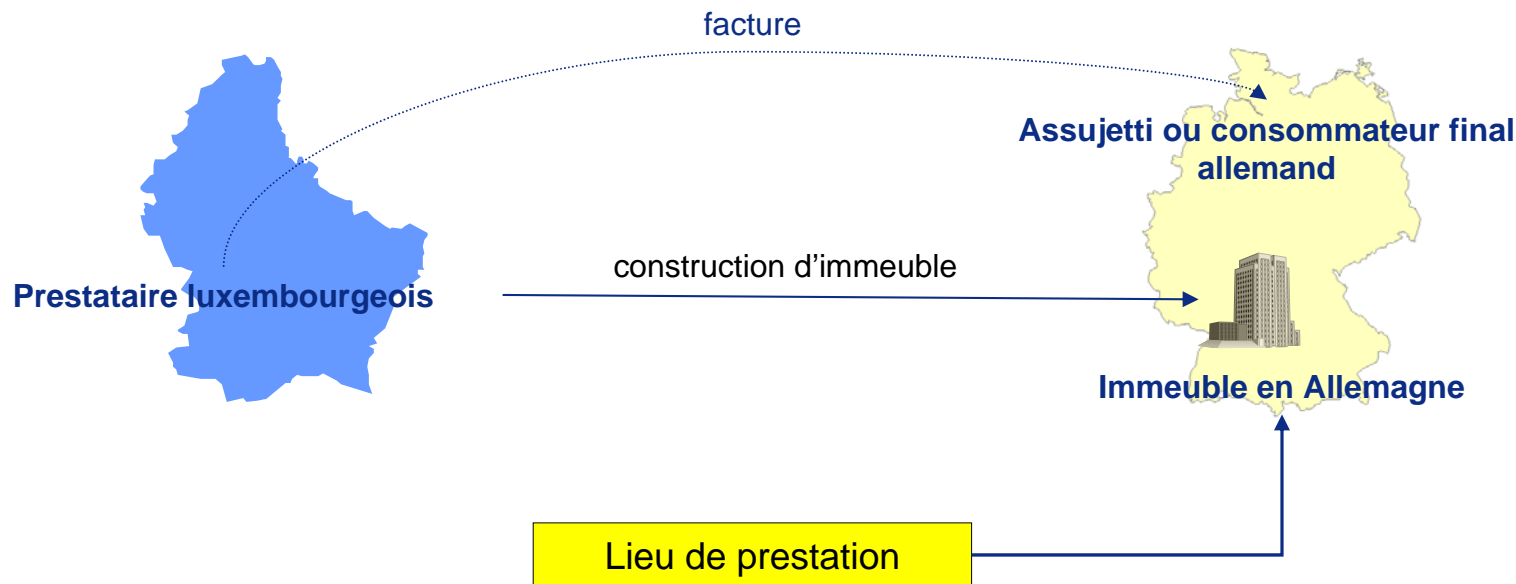 facture
Assujetti ou consommateur final
allemand
construction d’immeuble
Prestataire luxembourgeois
Immeuble en Allemagne
Lieu de prestation